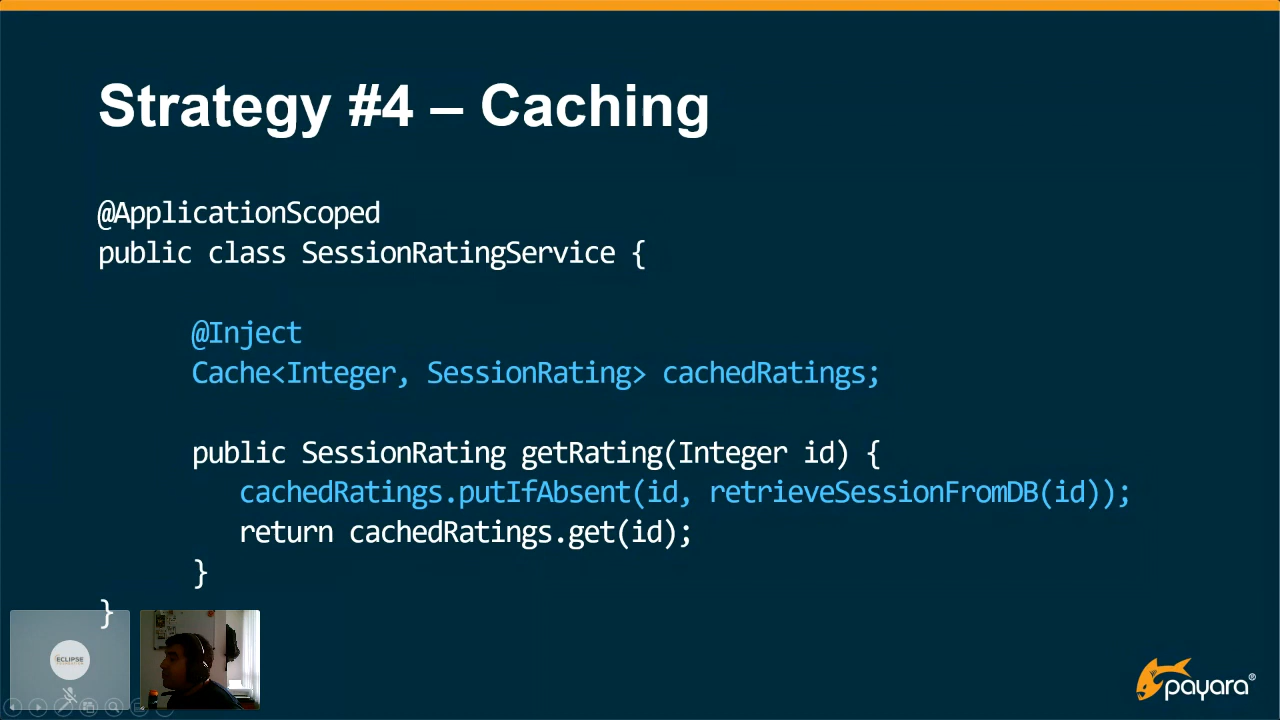 Strategy #4 – Caching
@ApplicationScoped
public class SessionRatingService {
@Inject
Cache<Integer, SessionRating> cachedRatings;
public SessionRating getRating(Integer id) {
cachedRatings.putIfAbsent(id, retrieveSessionFromDB(id));
return cachedRatings.get(id);
}
}
ECLIPSE
payara®